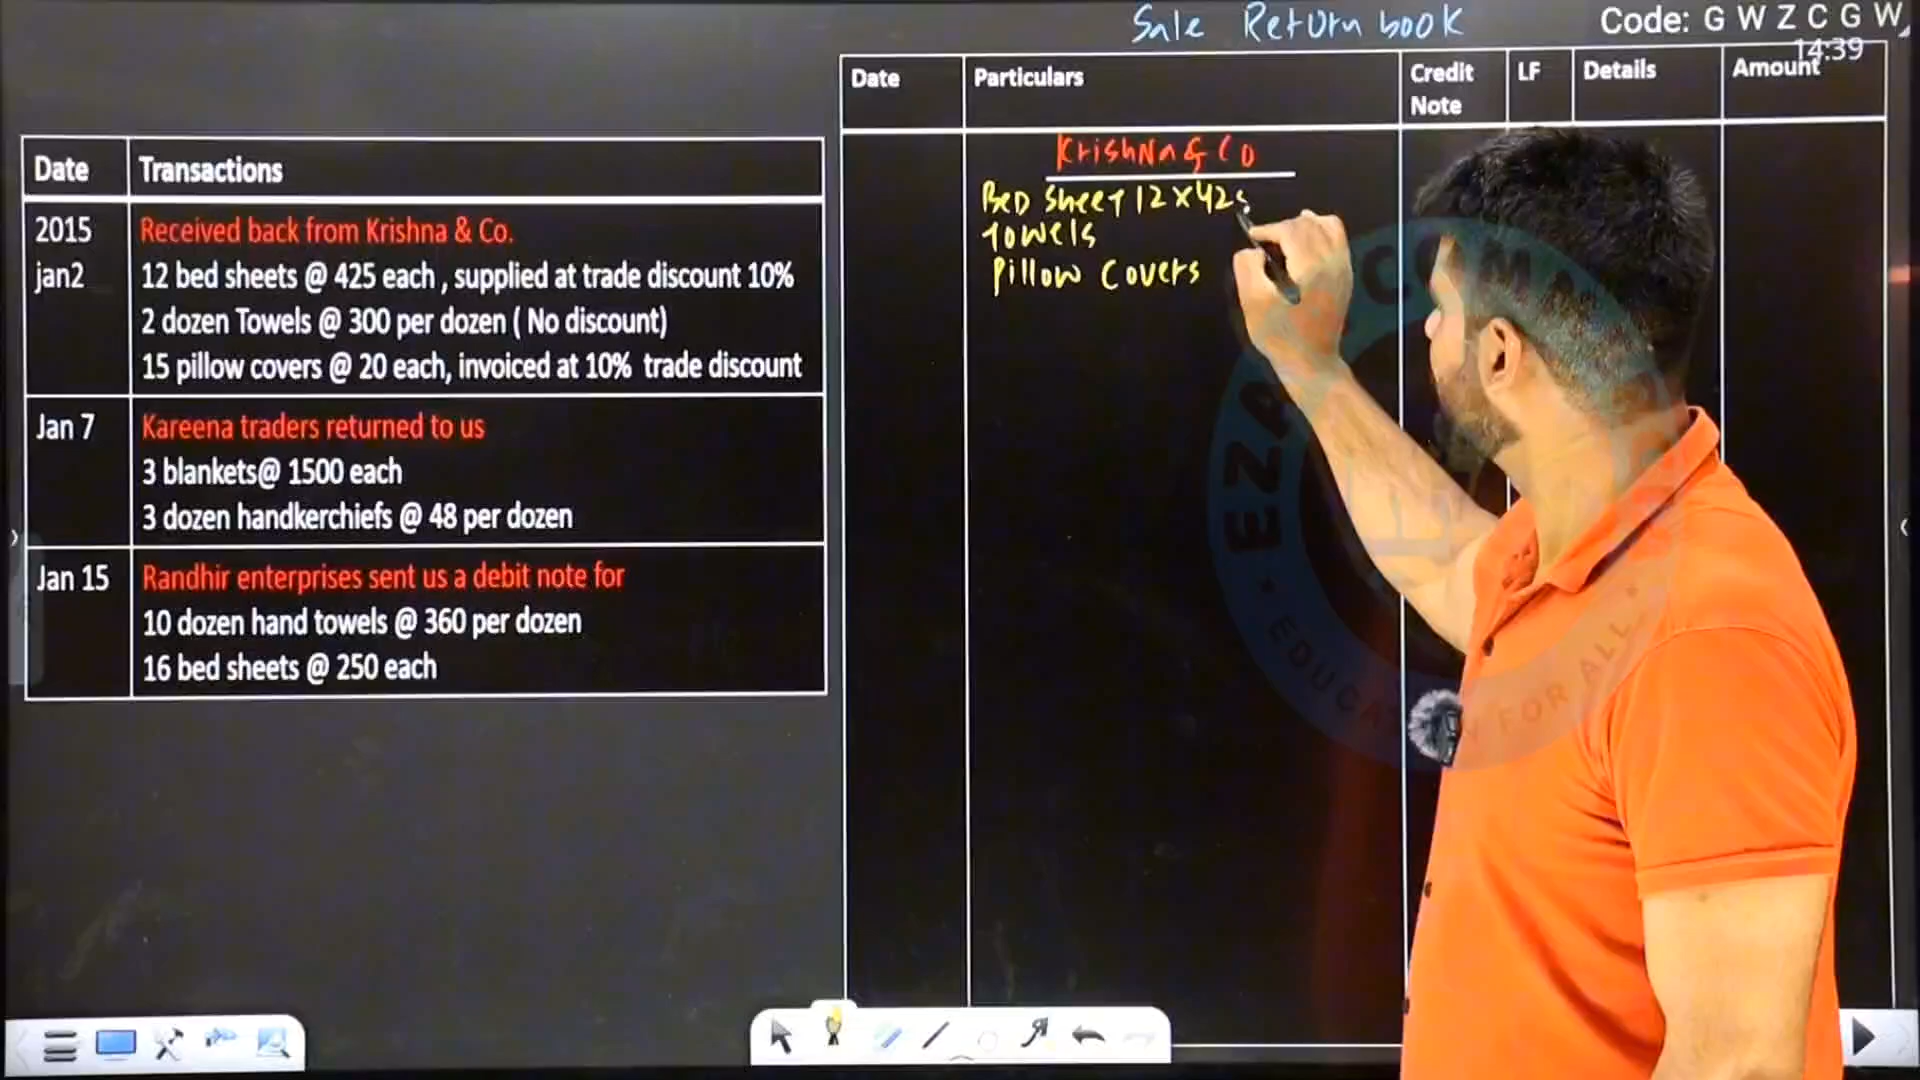 Sale Return book
Code: G W Z C G W
14:39
Date Particulars Credit Note LF Details Amount
Krishna & Co
Bed Sheet 12 x 425
Towels
Pillow Covers
Date Transactions
2015 Received back from Krishna & Co.
jan2 12 bed sheets @ 425 each , supplied at trade discount 10%
2 dozen Towels @ 300 per dozen ( No discount)
15 pillow covers @ 20 each, invoiced at 10% trade discount
Jan 7 Kareena traders returned to us
3 blankets@ 1500 each
3 dozen handkerchiefs @ 48 per dozen
Jan 15 Randhir enterprises sent us a debit note for
10 dozen hand towels @ 360 per dozen
16 bed sheets @ 250 each
EDUCATION FOR ALL